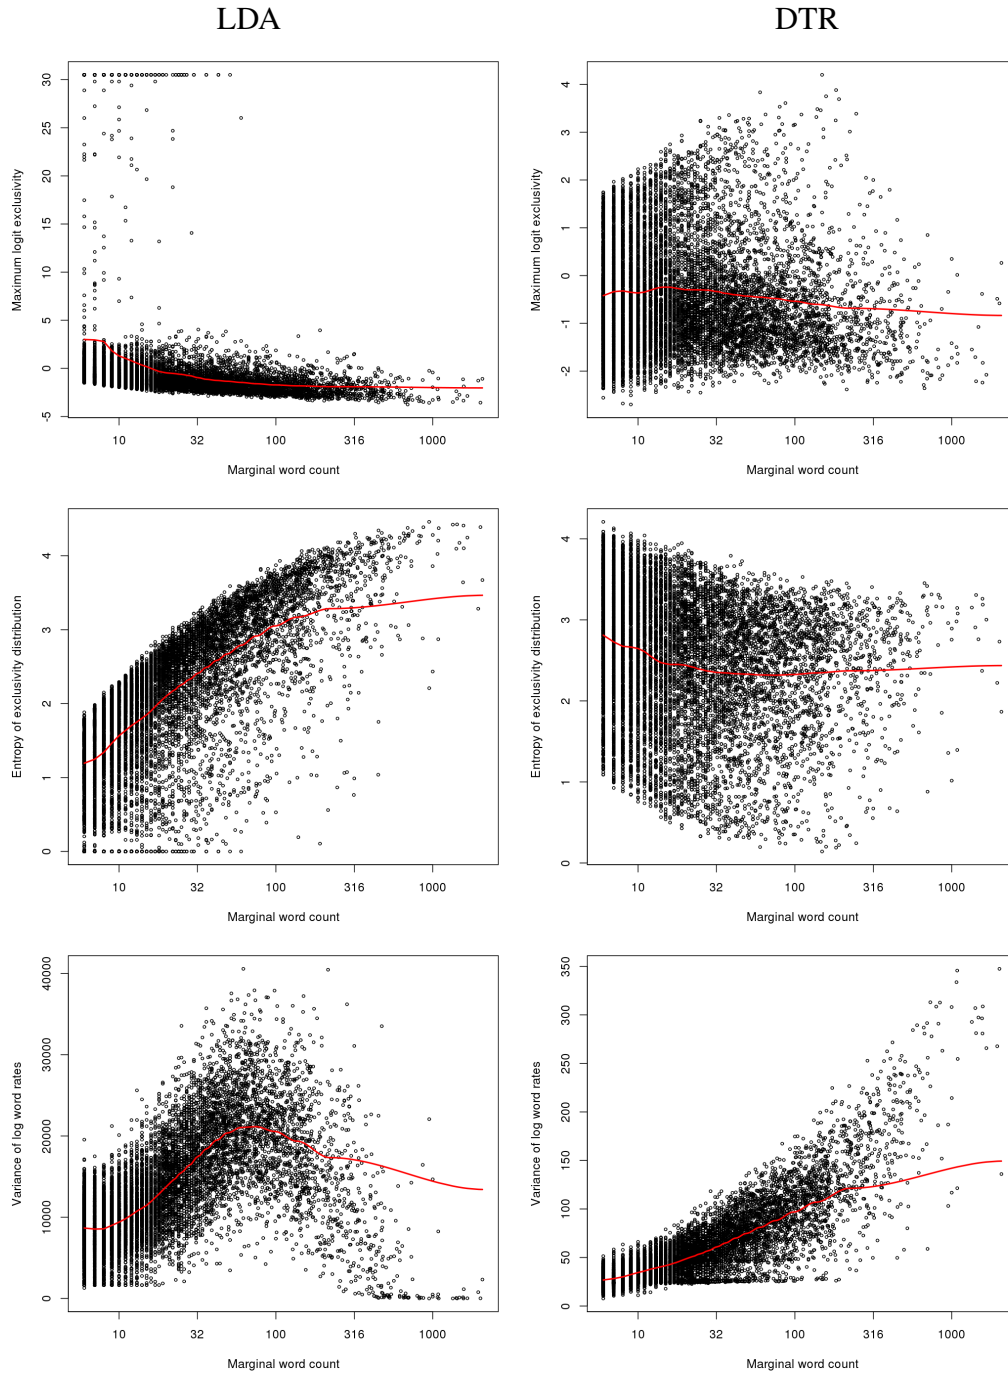 LDA
DTR
30
25
20
15
10
5
0
-5
Maximum logit exclusivity
10 32 100 316 1000
Marginal word count
4
3
2
1
0
-1
-2
Maximum logit exclusivity
10 32 100 316 1000
Marginal word count
4
3
2
1
0
Entropy of exclusivity distribution
10 32 100 316 1000
Marginal word count
4
3
2
1
0
Entropy of exclusivity distribution
10 32 100 316 1000
Marginal word count
40000
30000
20000
10000
0
Variance of log word rates
10 32 100 316 1000
Marginal word count
350
300
250
200
150
100
50
0
Variance of log word rates
10 32 100 316 1000
Marginal word count